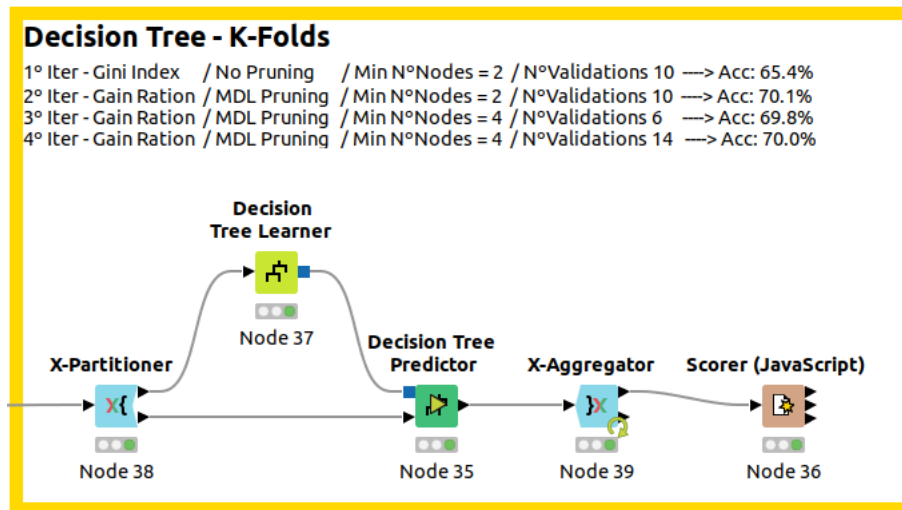 Decision Tree - K-Folds
1º Iter - Gini Index / No Pruning / Min NºNodes = 2 / NºValidations 10 ----> Acc: 65.4%
2º Iter - Gain Ration / MDL Pruning / Min NºNodes = 2 / NºValidations 10 ----> Acc: 70.1%
3º Iter - Gain Ration / MDL Pruning / Min NºNodes = 4 / NºValidations 6 ----> Acc: 69.8%
4º Iter - Gain Ration / MDL Pruning / Min NºNodes = 4 / NºValidations 14 ----> Acc: 70.0%
Decision
Tree Learner
Node 37
X-Partitioner
X{
Node 38
Decision Tree
Predictor
Node 35
X-Aggregator
}X
Node 39
Scorer (JavaScript)
Node 36